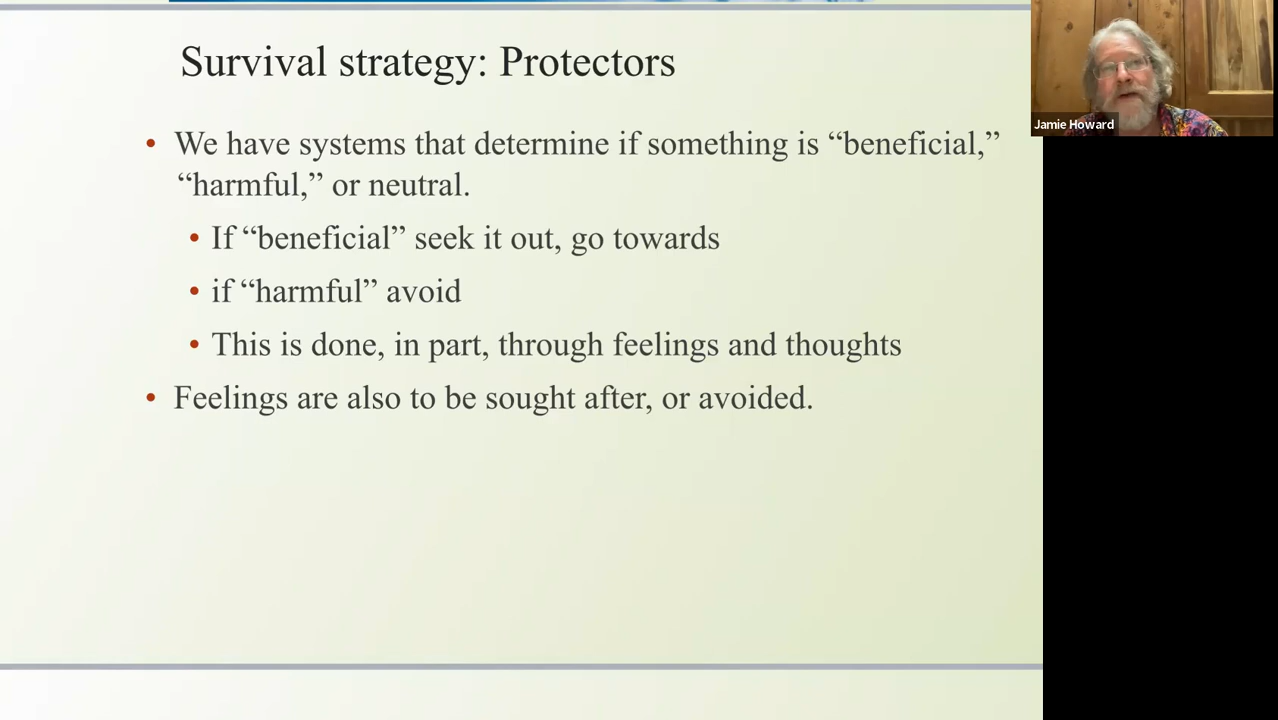 Survival strategy: Protectors
• We have systems that determine if something is “beneficial,”
“harmful,” or neutral.
• If “beneficial” seek it out, go towards
• if “harmful” avoid
• This is done, in part, through feelings and thoughts
• Feelings are also to be sought after, or avoided.
Jamie Howard